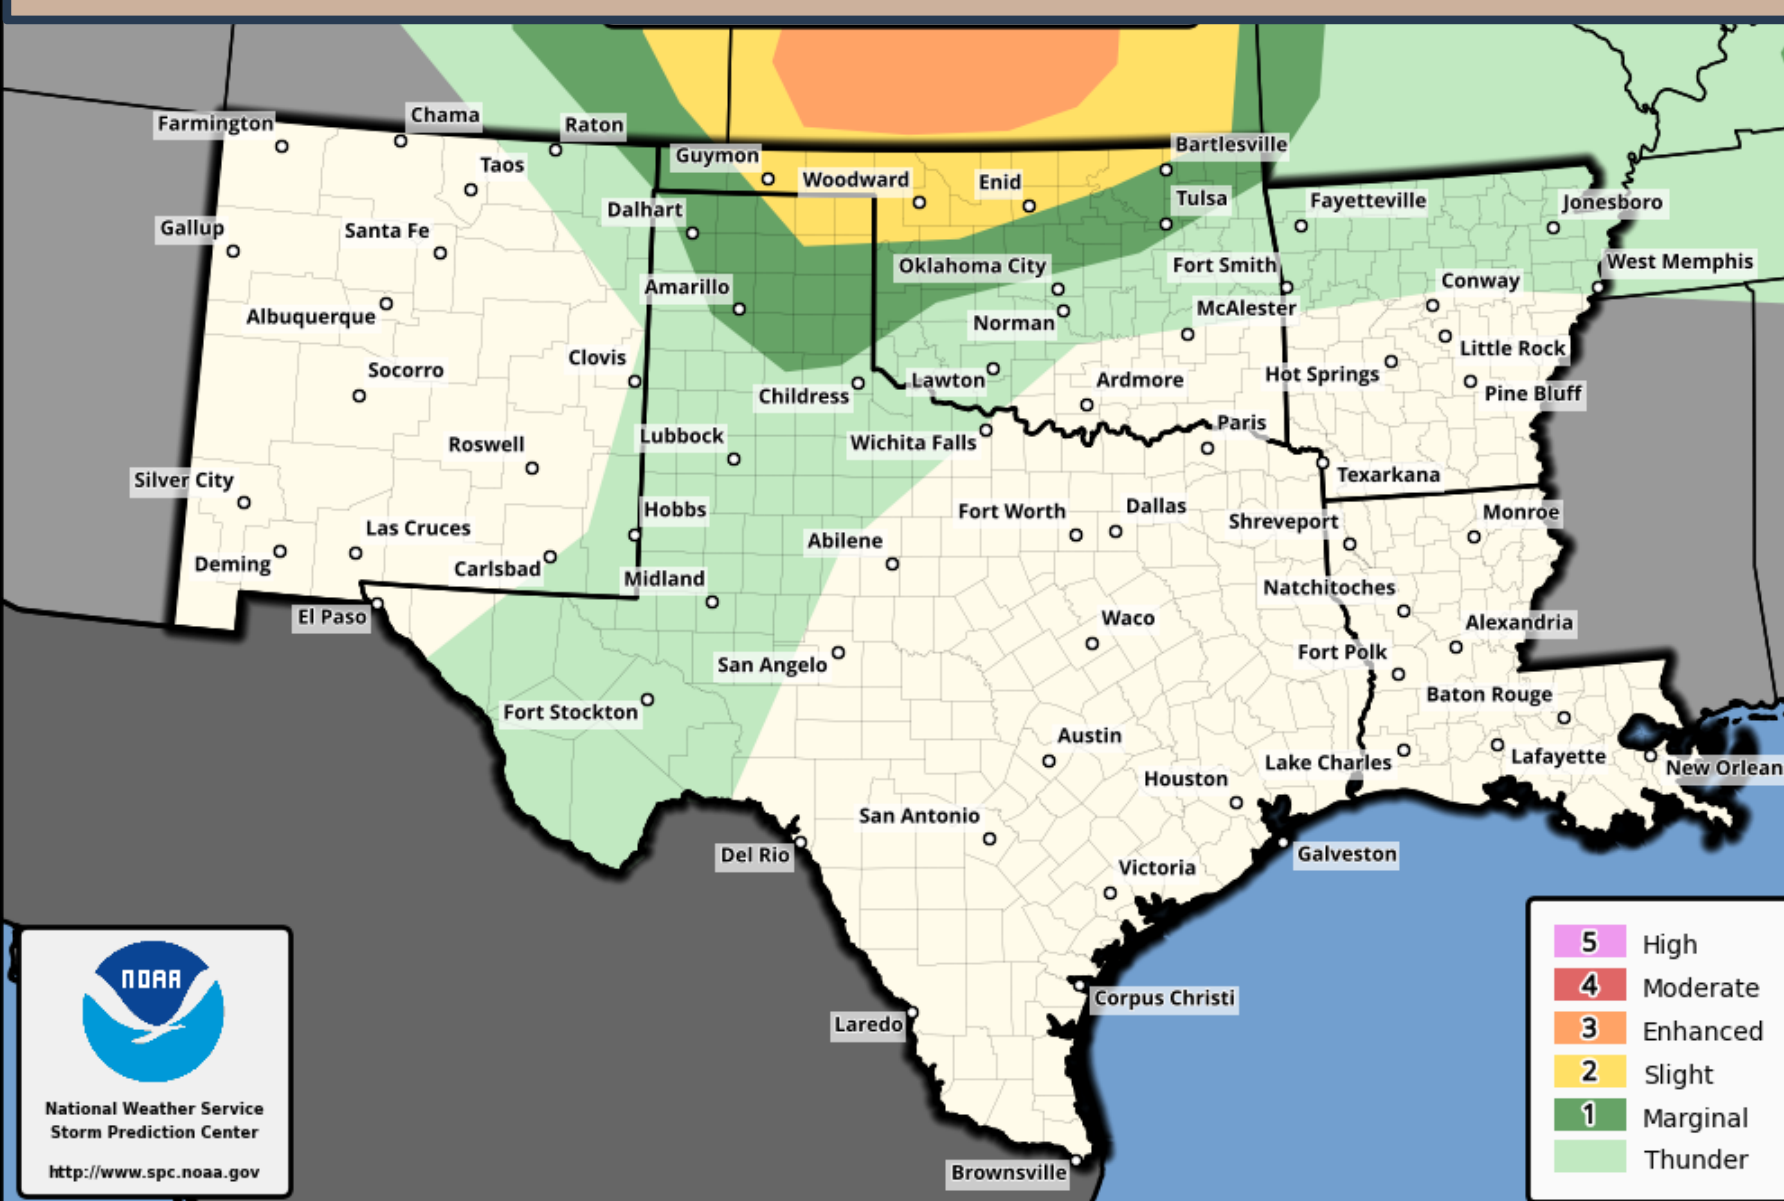 Farmington
Chama
Raton
Taos
Guymon
Woodward
Enid
Bartlesville
Tulsa
Fayetteville
Jonesboro
Gallup
Santa Fe
Dalhart
Oklahoma City
Fort Smith
West Memphis
Albuquerque
Amarillo
Norman
McAlester
Conway
Little Rock
Socorro
Clovis
Childress
Lawton
Ardmore
Hot Springs
Pine Bluff
Roswell
Lubbock
Wichita Falls
Paris
Texarkana
Silver City
Hobbs
Fort Worth
Dallas
Shreveport
Monroe
Las Cruces
Deming
Carlsbad
Midland
Abilene
Natchitoches
El Paso
Waco
Alexandria
San Angelo
Fort Polk
Fort Stockton
Baton Rouge
Austin
Lake Charles
Lafayette
New Orlean
Houston
San Antonio
Del Rio
Galveston
Victoria
Corpus Christi
Laredo
Brownsville
NOAA
National Weather Service
Storm Prediction Center
http://www.spc.noaa.gov
5 High
4 Moderate
3 Enhanced
2 Slight
1 Marginal
Thunder